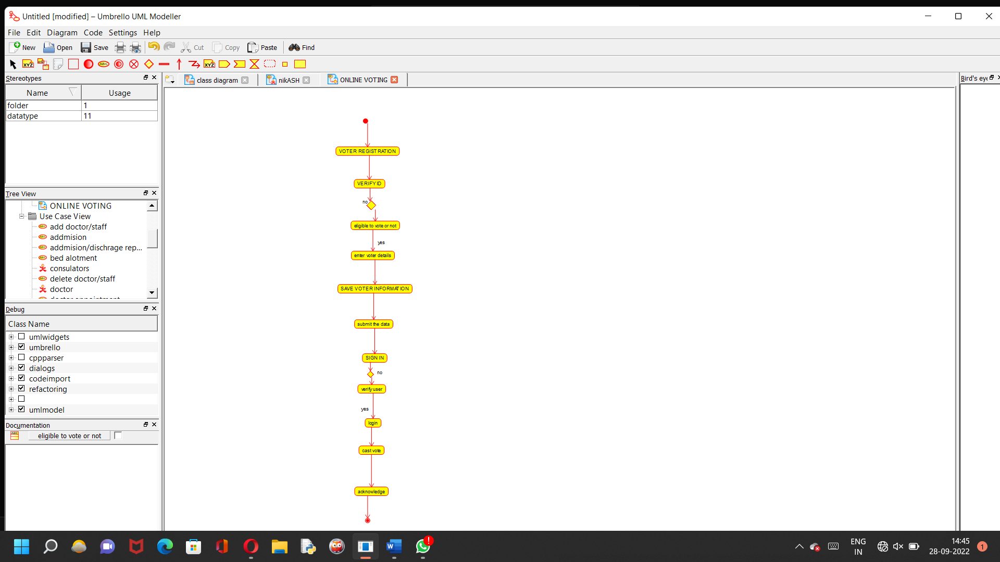 Untitled [modified] – Umbrello UML Modeller
File Edit Diagram Code Settings Help
New Open Save Cut Copy Paste Find
XYZ XYZ ABC XYZ
Stereotypes
Name Usage
folder 1
datatype 11
Tree View
ONLINE VOTING
Use Case View
add doctor/staff
addmision
addmision/dischrage rep...
bed alotment
consulators
delete doctor/staff
doctor
Debug
Class Name
umlwidgets
umbrello
cppparser
dialogs
codeimport
refactoring
umlmodel
Documentation
eligible to vote or not
class diagram nikASH ONLINE VOTING
Bird's eye
VOTER REGISTRATION
VERIFY ID
no
eligible to vote or not
yes
enter voter details
SAVE VOTER INFORMATION
submit the data
SIGN IN
no
verify user
yes
login
cast vote
acknowledge
ENG
IN
14:45
28-09-2022
1